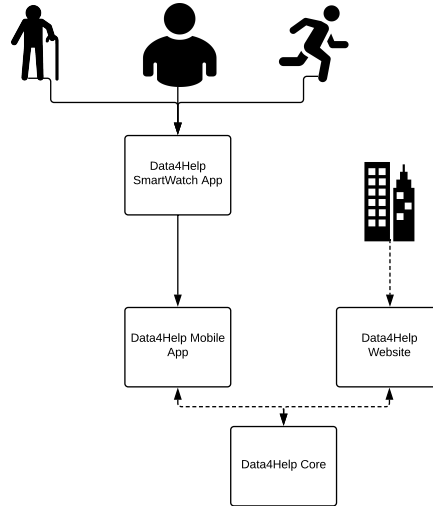 Data4Help
SmartWatch App
Data4Help Mobile
App
Data4Help
Website
Data4Help Core